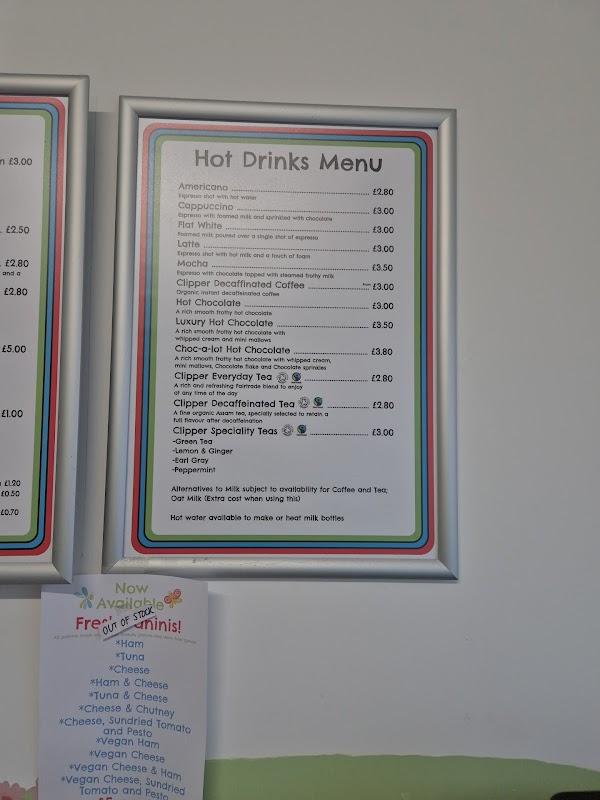 £3.00
£2.50
£2.80
and a
£2.80
£5.00
£1.00
£1.20
£0.50
£0.70
Hot Drinks Menu
Americano £2.80
Espresso shot with hot water
Cappuccino £3.00
Espresso with foamed milk and sprinkled with chocolate
Flat White £3.00
Foamed milk poured over a single shot of espresso
Latte £3.00
Espresso shot with hot milk and a touch of foam
Mocha £3.50
Espresso with chocolate topped with steamed frothy milk
Clipper Decaffinated Coffee £3.00
Organic instant decaffeinated coffee
Hot Chocolate £3.00
A rich smooth frothy hot chocolate
Luxury Hot Chocolate £3.50
A rich smooth frothy hot chocolate with
whipped cream and mini mallows
Choc-a-lot Hot Chocolate £3.80
A rich smooth frothy hot chocolate with whipped cream,
mini mallows, Chocolate flake and Chocolate sprinkles
Clipper Everyday Tea £2.80
A rich and refreshing Fairtrade blend to enjoy
at any time of the day
Clipper Decaffeinated Tea £2.80
A fine organic Assam tea, specially selected to retain a
full flavour after decaffeination
Clipper Speciality Teas £3.00
-Green Tea
-Lemon & Ginger
-Earl Gray
-Peppermint
Alternatives to Milk subject to availability for Coffee and Tea;
Oat Milk (Extra cost when using this)
Hot water available to make or heat milk bottles
Now
Available
OUT OF STOCK
*Ham
*Tuna
*Cheese
*Ham & Cheese
*Tuna & Cheese
*Cheese & Chutney
*Cheese, Sundried Tomato
and Pesto
*Vegan Ham
*Vegan Cheese
*Vegan Cheese & Ham
*Vegan Cheese, Sundried
Tomato and Pesto